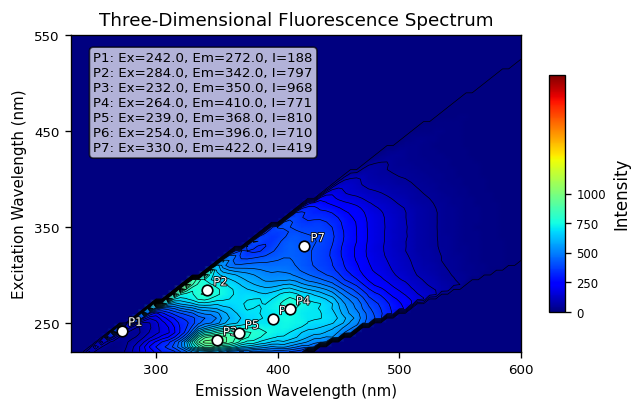 Three-Dimensional Fluorescence Spectrum
P1: Ex=242.0, Em=272.0, I=188
P2: Ex=284.0, Em=342.0, I=797
P3: Ex=232.0, Em=350.0, I=968
P4: Ex=264.0, Em=410.0, I=771
P5: Ex=239.0, Em=368.0, I=810
P6: Ex=254.0, Em=396.0, I=710
P7: Ex=330.0, Em=422.0, I=419
550
450
350
250
Excitation Wavelength (nm)
P7
P2
P4
P5
P1
300
400
500
600
Emission Wavelength (nm)
1000
750
500
250
0
Intensity